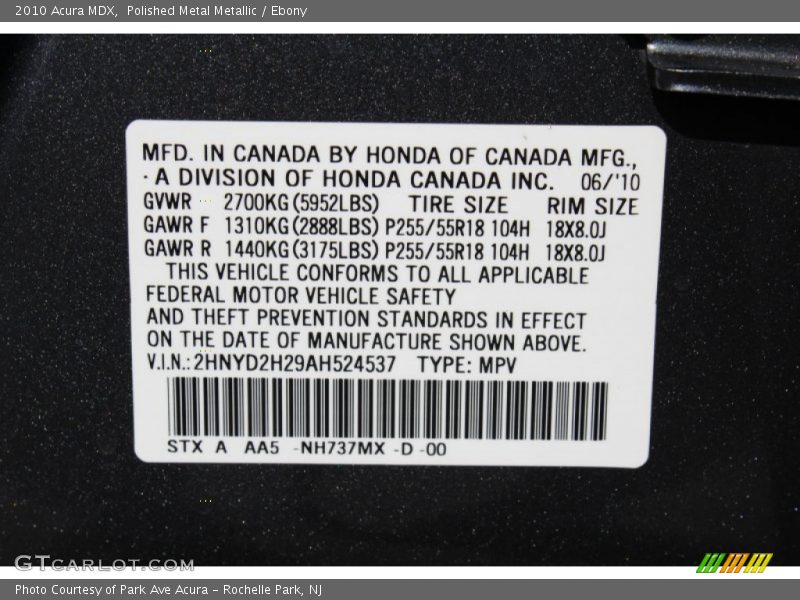 2010 Acura MDX,  Polished Metal Metallic / Ebony
MFD. IN CANADA BY HONDA OF CANADA MFG.,
· A DIVISION OF HONDA CANADA INC.   06/'10
GVWR   2700KG(5952LBS)   TIRE SIZE   RIM SIZE
GAWR F   1310KG(2888LBS) P255/55R18 104H   18X8.0J
GAWR R   1440KG(3175LBS) P255/55R18 104H   18X8.0J
THIS VEHICLE CONFORMS TO ALL APPLICABLE
FEDERAL MOTOR VEHICLE SAFETY
AND THEFT PREVENTION STANDARDS IN EFFECT
ON THE DATE OF MANUFACTURE SHOWN ABOVE.
V.I.N.:2HNYD2H29AH524537   TYPE: MPV
STX  A   AA5   -NH737MX  -D -00
GTCARLOT.COM
Photo Courtesy of Park Ave Acura - Rochelle Park, NJ